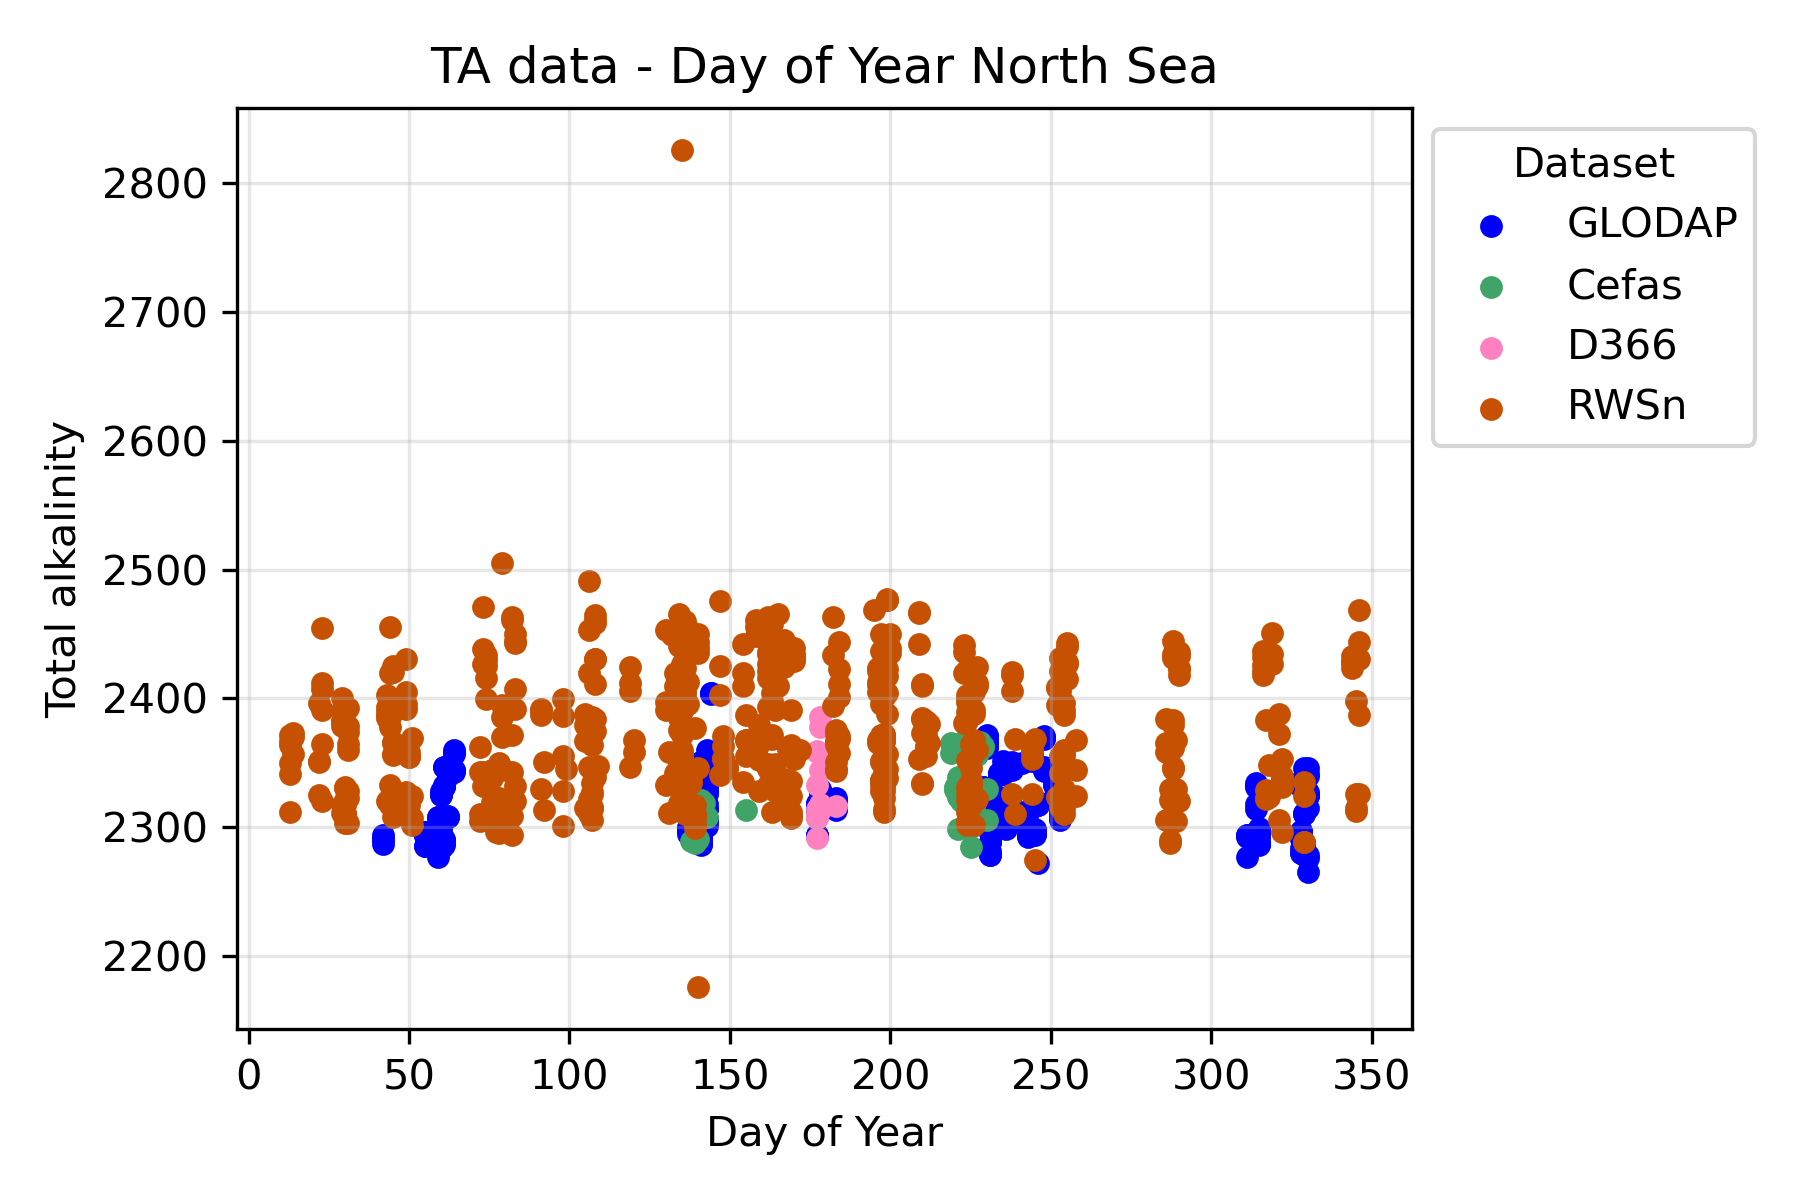 TA data - Day of Year North Sea
Dataset
GLODAP
Cefas
D366
RWSn
Total alkalinity
2800
2700
2600
2500
2400
2300
2200
0 50 100 150 200 250 300 350
Day of Year